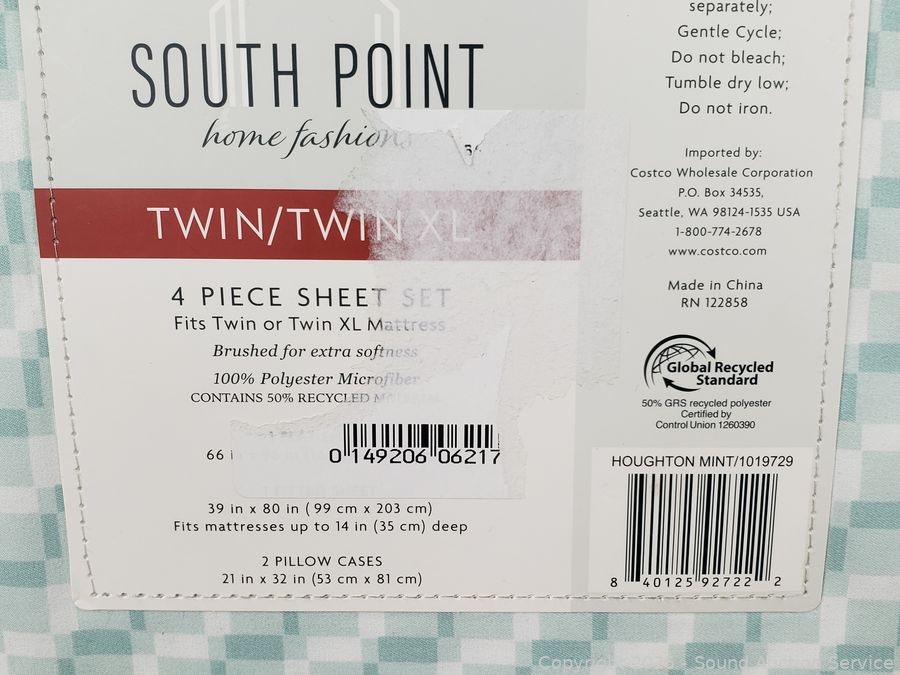 SOUTH POINT
home fashions
TWIN/TWIN XL
4 PIECE SHEET SET
Fits Twin or Twin XL Mattress
Brushed for extra softness
100% Polyester Microfiber
CONTAINS 50% RECYCLED
66
0 149206 06217
39 in x 80 in ( 99 cm x 203 cm)
Fits mattresses up to 14 in (35 cm) deep
2 PILLOW CASES
21 in x 32 in (53 cm x 81 cm)
separately;
Gentle Cycle;
Do not bleach;
Tumble dry low;
Do not iron.
Imported by:
Costco Wholesale Corporation
P.O. Box 34535,
Seattle, WA 98124-1535 USA
1-800-774-2678
www.costco.com
Made in China
RN 122858
Global Recycled
Standard
50% GRS recycled polyester
Certified by
Control Union 1260390
HOUGHTON MINT/1019729
8 40125 92722 2
Copyright - Sound Auction Service